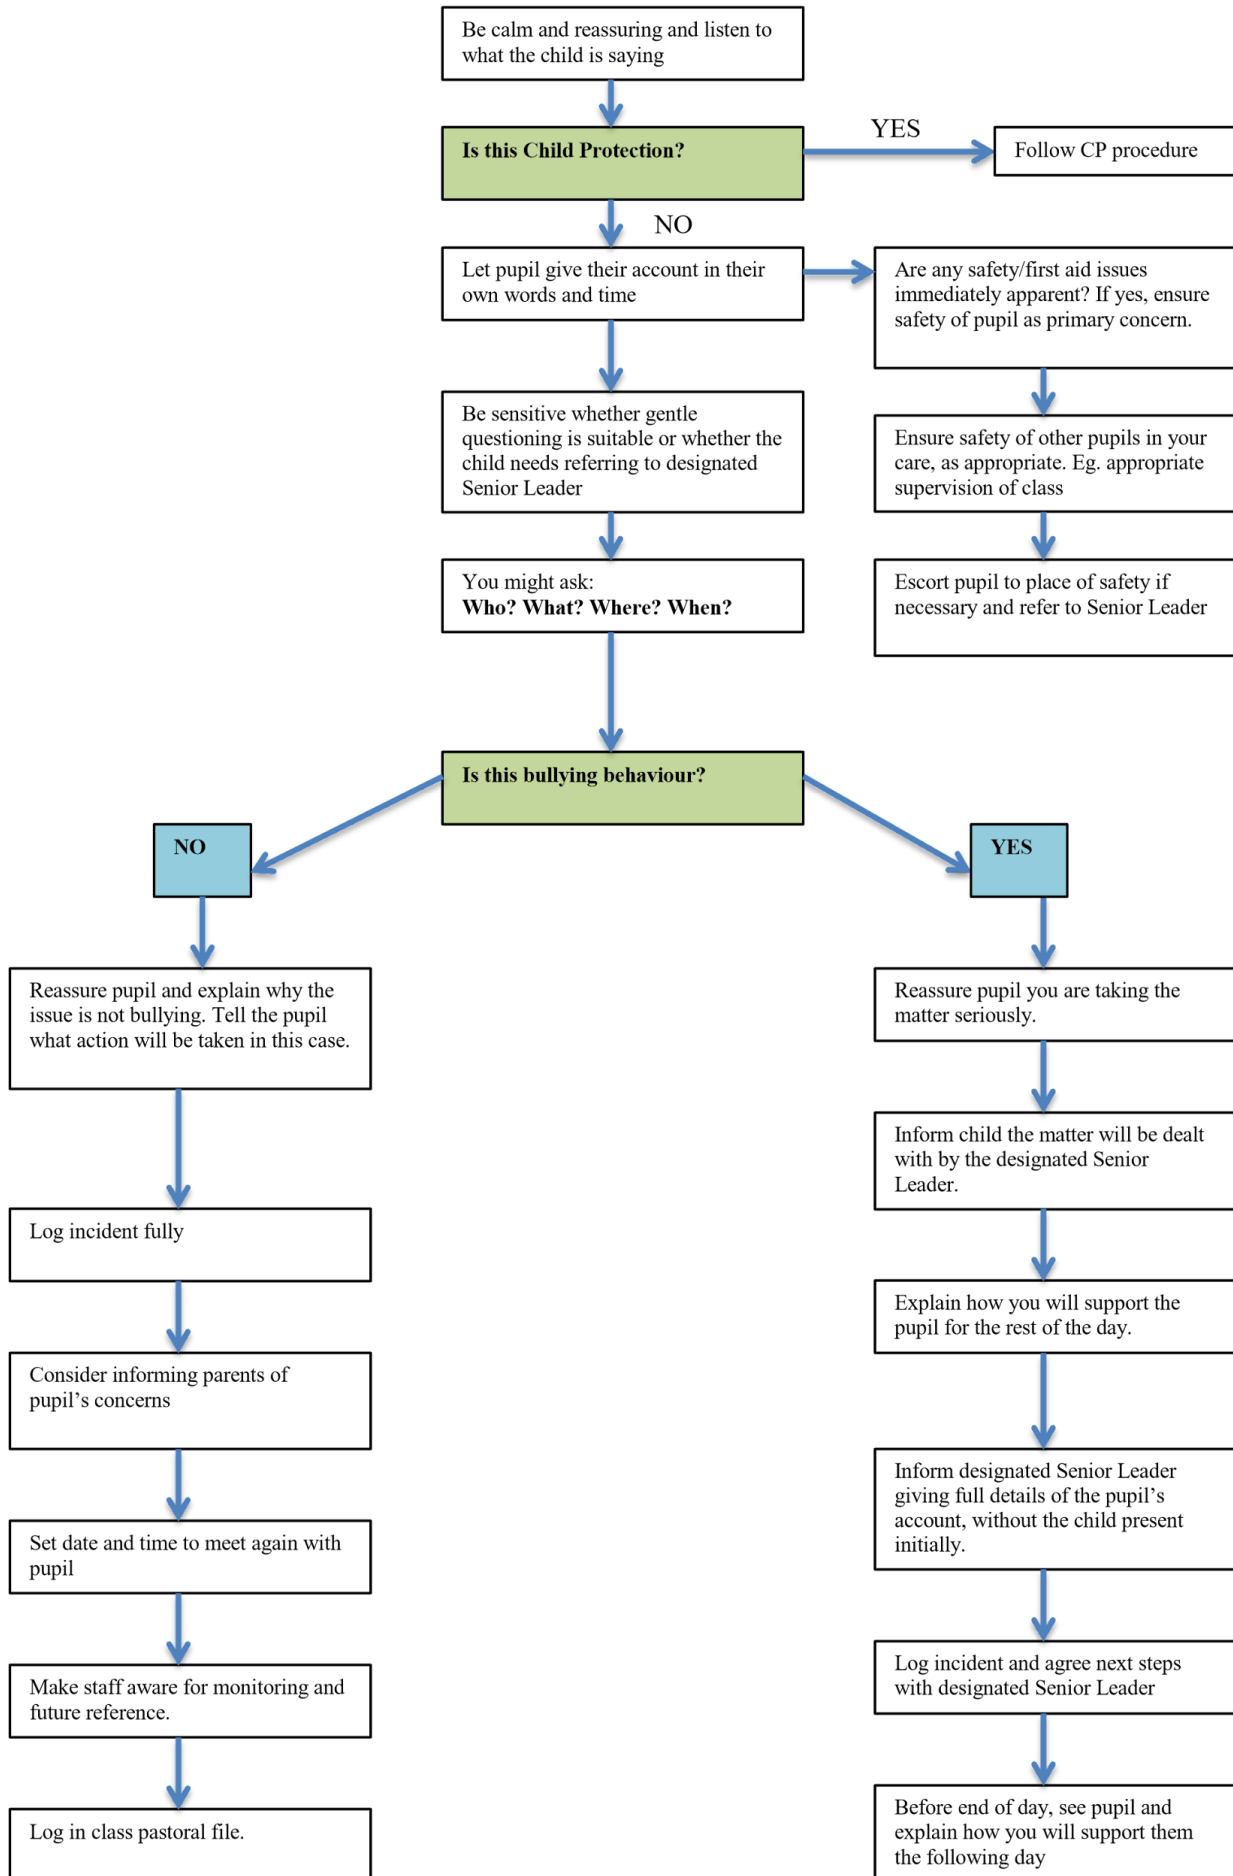 Be calm and reassuring and listen to
what the child is saying
Is this Child Protection?
YES
Follow CP procedure
NO
Let pupil give their account in their
own words and time
Are any safety/first aid issues
immediately apparent? If yes, ensure
safety of pupil as primary concern.
Be sensitive whether gentle
questioning is suitable or whether the
child needs referring to designated
Senior Leader
Ensure safety of other pupils in your
care, as appropriate. Eg. appropriate
supervision of class
You might ask:
Who? What? Where? When?
Escort pupil to place of safety if
necessary and refer to Senior Leader
Is this bullying behaviour?
NO
Reassure pupil and explain why the
issue is not bullying. Tell the pupil
what action will be taken in this case.
Log incident fully
Consider informing parents of
pupil’s concerns
Set date and time to meet again with
pupil
Make staff aware for monitoring and
future reference.
Log in class pastoral file.
YES
Reassure pupil you are taking the
matter seriously.
Inform child the matter will be dealt
with by the designated Senior
Leader.
Explain how you will support the
pupil for the rest of the day.
Inform designated Senior Leader
giving full details of the pupil’s
account, without the child present
initially.
Log incident and agree next steps
with designated Senior Leader
Before end of day, see pupil and
explain how you will support them
the following day